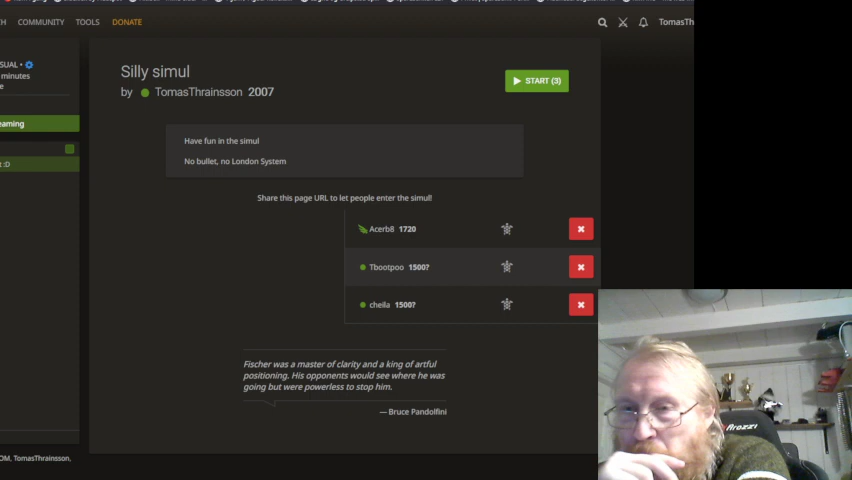 COMMUNITY TOOLS DONATE TomasTh
SUAL •
minutes
Silly simul
by TomasThrainsson 2007
START (3)
eaming
:D
Have fun in the simul
No bullet, no London System
Share this page URL to let people enter the simul!
Acerb8 1720
Tbootpoo 1500?
cheila 1500?
Fischer was a master of clarity and a king of artful
positioning. His opponents would see where he was
going but were powerless to stop him.
— Bruce Pandolfini
OM, TomasThrainsson,
Arozzi